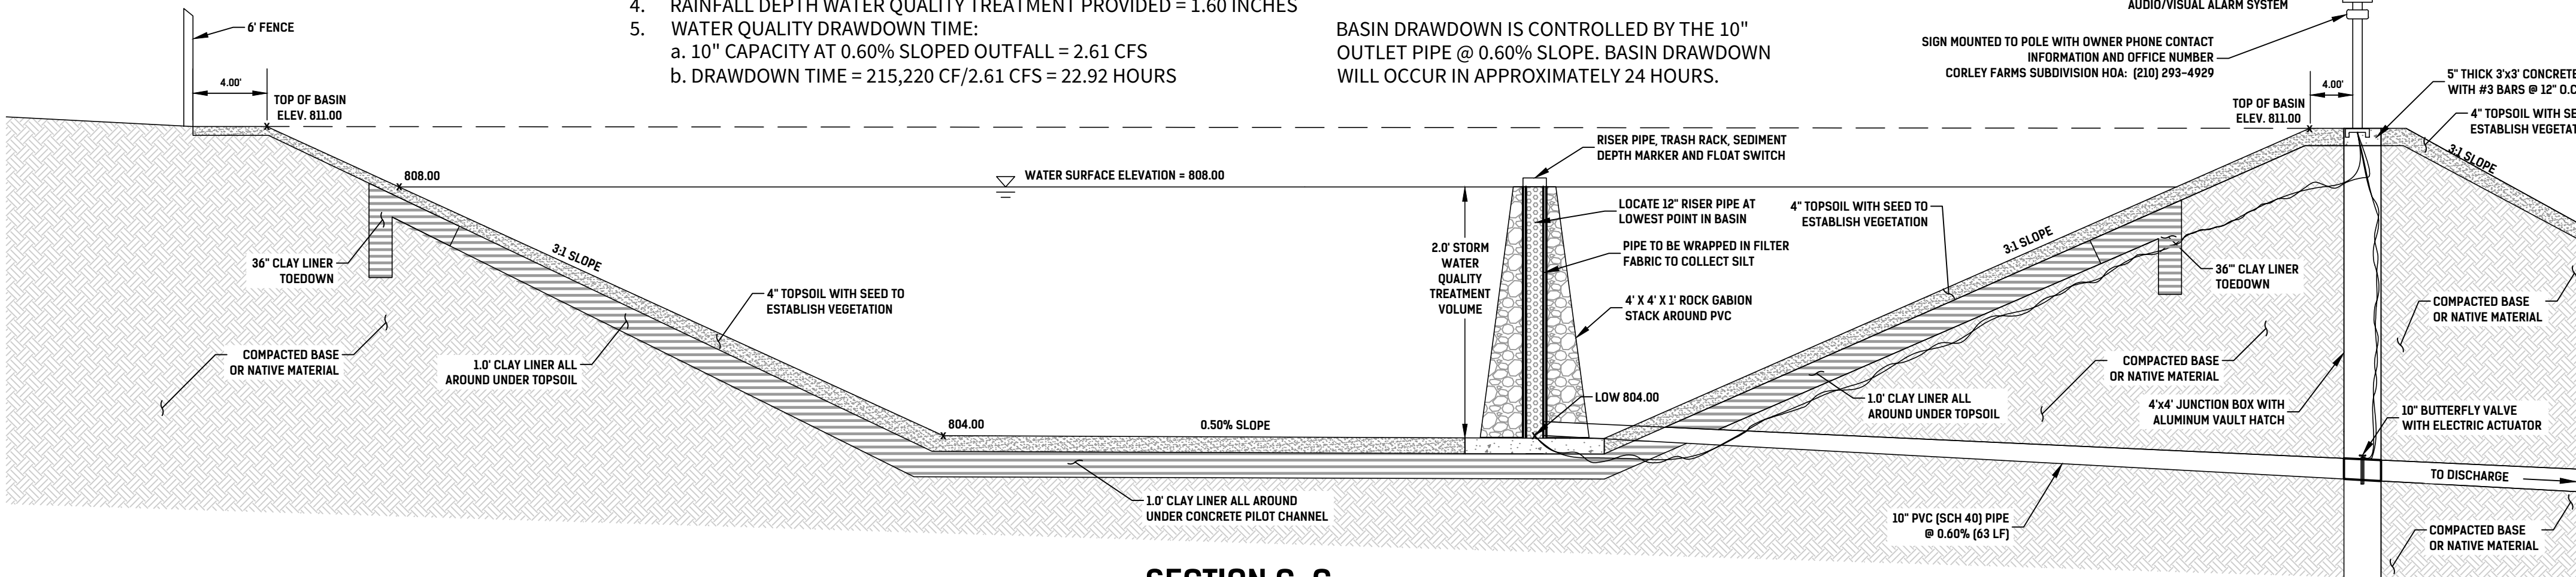 4. RAINFALL DEPTH WATER QUALITY TREATMENT PROVIDED = 1.60 INCHES
5. WATER QUALITY DRAWDOWN TIME:
a. 10" CAPACITY AT 0.60% SLOPED OUTFALL = 2.61 CFS
b. DRAWDOWN TIME = 215,220 CF/2.61 CFS = 22.92 HOURS
BASIN DRAWDOWN IS CONTROLLED BY THE 10"
OUTLET PIPE @ 0.60% SLOPE. BASIN DRAWDOWN
WILL OCCUR IN APPROXIMATELY 24 HOURS.
AUDIO/VISUAL ALARM SYSTEM
SIGN MOUNTED TO POLE WITH OWNER PHONE CONTACT
INFORMATION AND OFFICE NUMBER
CORLEY FARMS SUBDIVISION HOA: (210) 293-4929
6' FENCE
4.00'
TOP OF BASIN
ELEV. 811.00
4.00'
TOP OF BASIN
ELEV. 811.00
5" THICK 3'x3' CONCRETE
WITH #3 BARS @ 12" O.C
4" TOPSOIL WITH SE
ESTABLISH VEGETAT
3:1 SLOPE
808.00
WATER SURFACE ELEVATION = 808.00
RISER PIPE, TRASH RACK, SEDIMENT
DEPTH MARKER AND FLOAT SWITCH
LOCATE 12" RISER PIPE AT
LOWEST POINT IN BASIN
PIPE TO BE WRAPPED IN FILTER
FABRIC TO COLLECT SILT
4' X 4' X 1' ROCK GABION
STACK AROUND PVC
4" TOPSOIL WITH SEED TO
ESTABLISH VEGETATION
3:1 SLOPE
2.0' STORM
WATER
QUALITY
TREATMENT
VOLUME
36" CLAY LINER
TOEDOWN
3:1 SLOPE
4" TOPSOIL WITH SEED TO
ESTABLISH VEGETATION
COMPACTED BASE
OR NATIVE MATERIAL
1.0' CLAY LINER ALL
AROUND UNDER TOPSOIL
804.00
0.50% SLOPE
LOW 804.00
1.0' CLAY LINER ALL
AROUND UNDER TOPSOIL
36'" CLAY LINER
TOEDOWN
COMPACTED BASE
OR NATIVE MATERIAL
COMPACTED BASE
OR NATIVE MATERIAL
4'x4' JUNCTION BOX WITH
ALUMINUM VAULT HATCH
10" BUTTERFLY VALVE
WITH ELECTRIC ACTUATOR
TO DISCHARGE
1.0' CLAY LINER ALL AROUND
UNDER CONCRETE PILOT CHANNEL
10" PVC (SCH 40) PIPE
@ 0.60% (63 LF)
COMPACTED BASE
OR NATIVE MATERIAL
SECTION